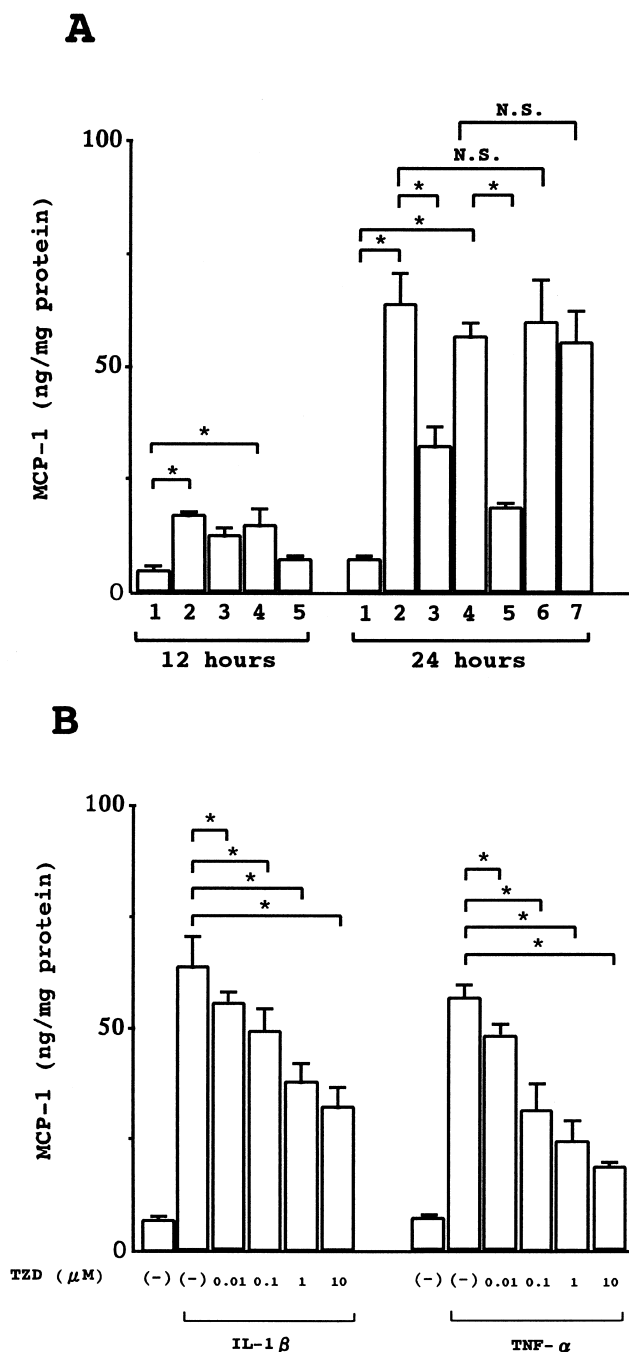 A
N.S.
100
N.S.
* *
* *
MCP-1 (ng/mg protein)
50
*
*
0
1 2 3 4 5 1 2 3 4 5 6 7
12 hours 24 hours
B
100
* *
* *
* *
* *
MCP-1 (ng/mg protein)
50
0
TZD (μM) (-) (-) 0.01 0.1 1 10 (-) (-) 0.01 0.1 1 10
IL-1β TNF-α